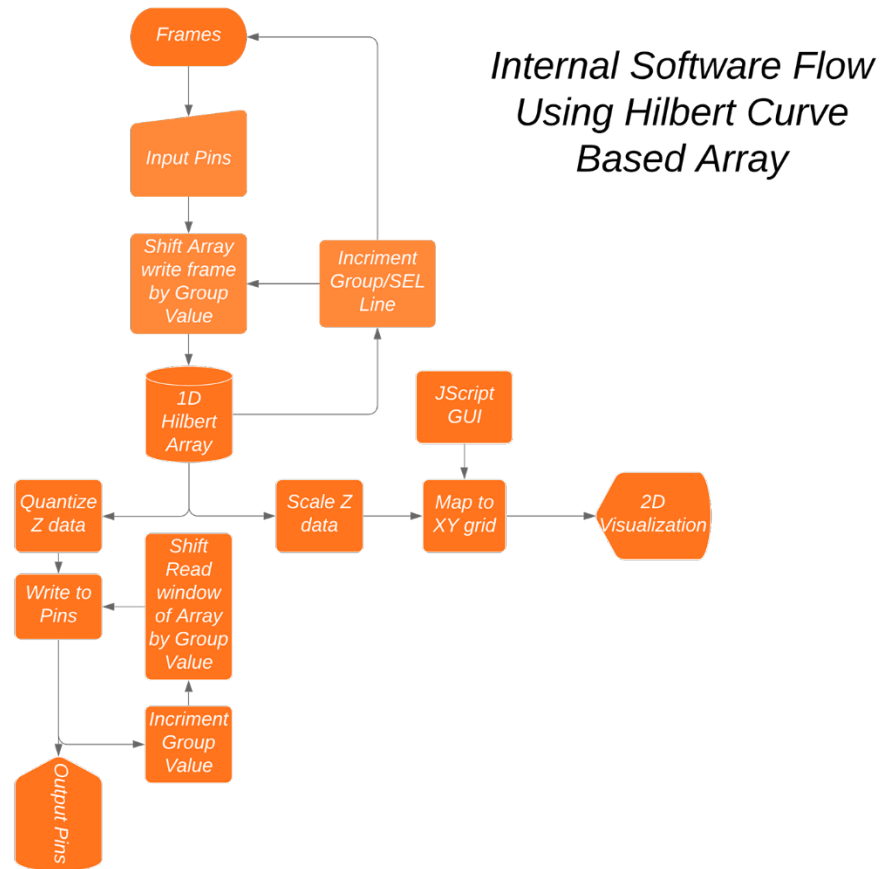 Frames
Internal Software Flow
Using Hilbert Curve
Based Array
Input Pins
Shift Array
write frame
by Group
Value
Incriment
Group/SEL
Line
1D
Hilbert
Array
JScript
GUI
Quantize
Z data
Scale Z
data
Map to
XY grid
2D
Visualization
Shift
Read
window
of Array
by Group
Value
Write to
Pins
Incriment
Group
Value
Output Pins